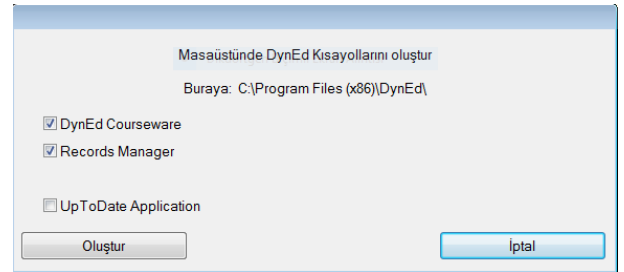 Masaüstünde DynEd Kısayollarını oluştur
Buraya: C:\Program Files (x86)\DynEd\
DynEd Courseware
Records Manager
UpToDate Application
Oluştur
İptal